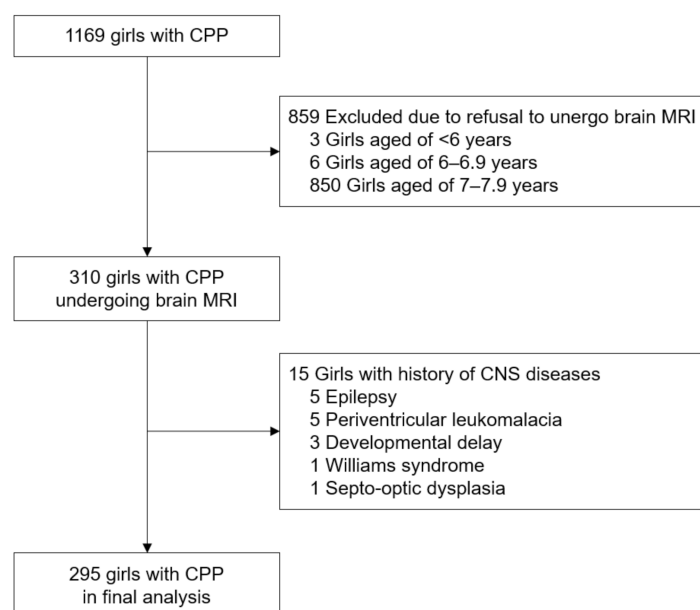 1169 girls with CPP
859 Excluded due to refusal to unergo brain MRI
3 Girls aged of <6 years
6 Girls aged of 6–6.9 years
850 Girls aged of 7–7.9 years
310 girls with CPP
undergoing brain MRI
15 Girls with history of CNS diseases
5 Epilepsy
5 Periventricular leukomalacia
3 Developmental delay
1 Williams syndrome
1 Septo-optic dysplasia
295 girls with CPP
in final analysis